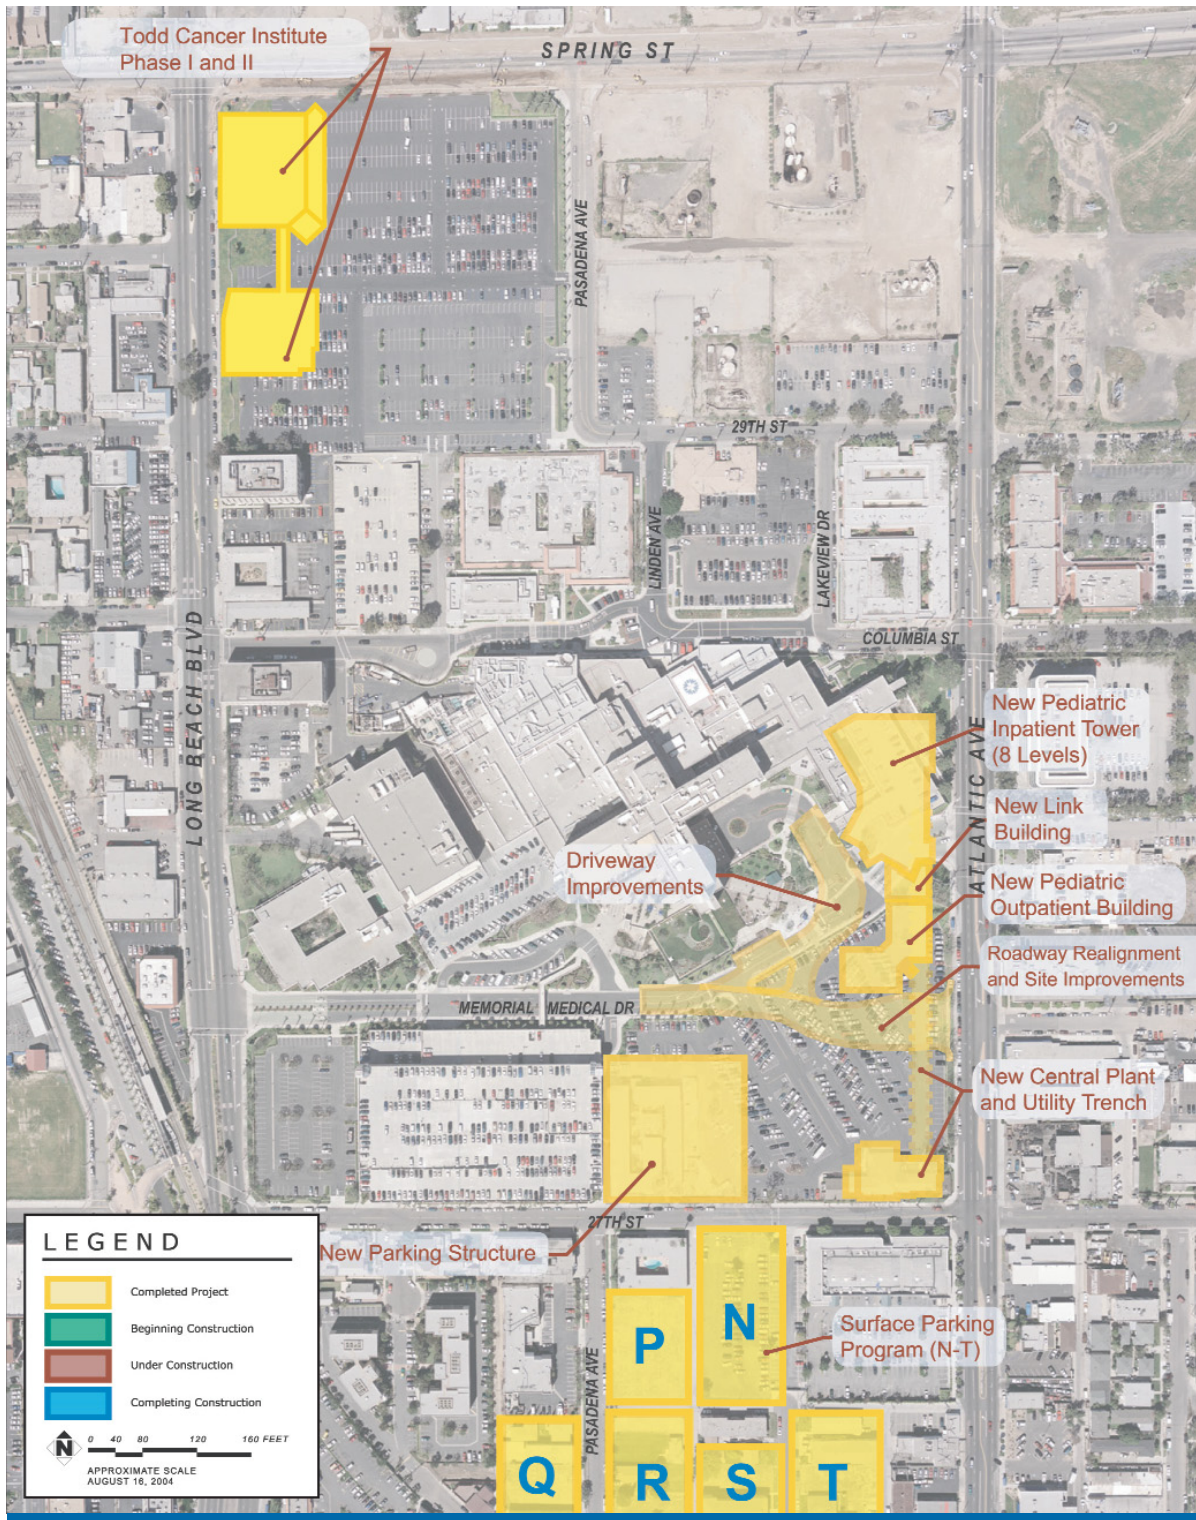 Todd Cancer Institute
Phase I and II
SPRING ST
PASADENA AVE
29TH ST
LINDEN AVE
LAKEVIEW DR
COLUMBIA ST
LONG BEACH BLVD
ATLANTIC AVE
New Pediatric
Inpatient Tower
(8 Levels)
New Link
Building
Driveway
Improvements
New Pediatric
Outpatient Building
Roadway Realignment
and Site Improvements
MEMORIAL MEDICAL DR
New Central Plant
and Utility Trench
27TH ST
New Parking Structure
P
N
Surface Parking
Program (N-T)
PASADENA AVE
Q
R
S
T
LEGEND
Completed Project
Beginning Construction
Under Construction
Completing Construction
N
0 40 80 120 160 FEET
APPROXIMATE SCALE
AUGUST 16, 2004